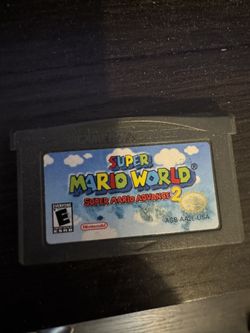 SUPER
MARIO WORLD
SUPER MARIO ADVANCE 2
EVERYONE
E
ESRB
Nintendo
AGB-AA2E-USA